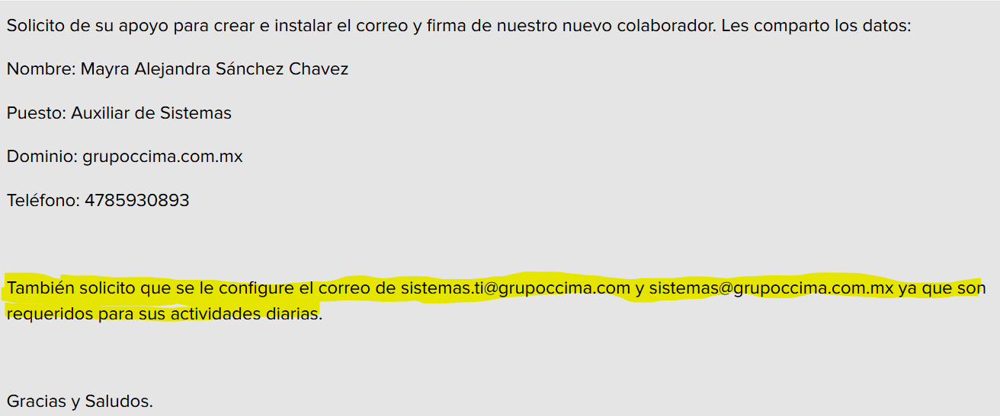 Solicito de su apoyo para crear e instalar el correo y firma de nuestro nuevo colaborador. Les comparto los datos:
Nombre: Mayra Alejandra Sánchez Chavez
Puesto: Auxiliar de Sistemas
Dominio: grupoccima.com.mx
Teléfono: 4785930893
También solicito que se le configure el correo de sistemas.ti@grupoccima.com y sistemas@grupoccima.com.mx ya que son
requeridos para sus actividades diarias.
Gracias y Saludos.